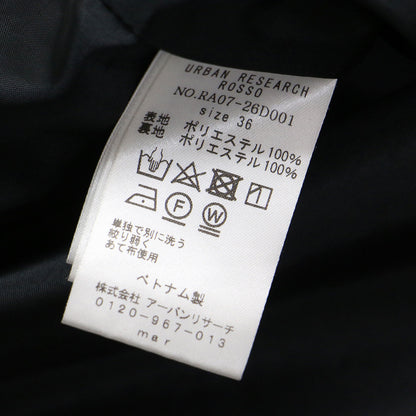 URBAN RESEARCH
ROSSO
NO.RA07-26D001
size 36
表地 ポリエステル100%
裏地 ポリエステル100%
F W
単独で別に洗う
絞り弱く
あて布使用
ベトナム製
株式会社 アーバンリサーチ
0120-967-013
mar